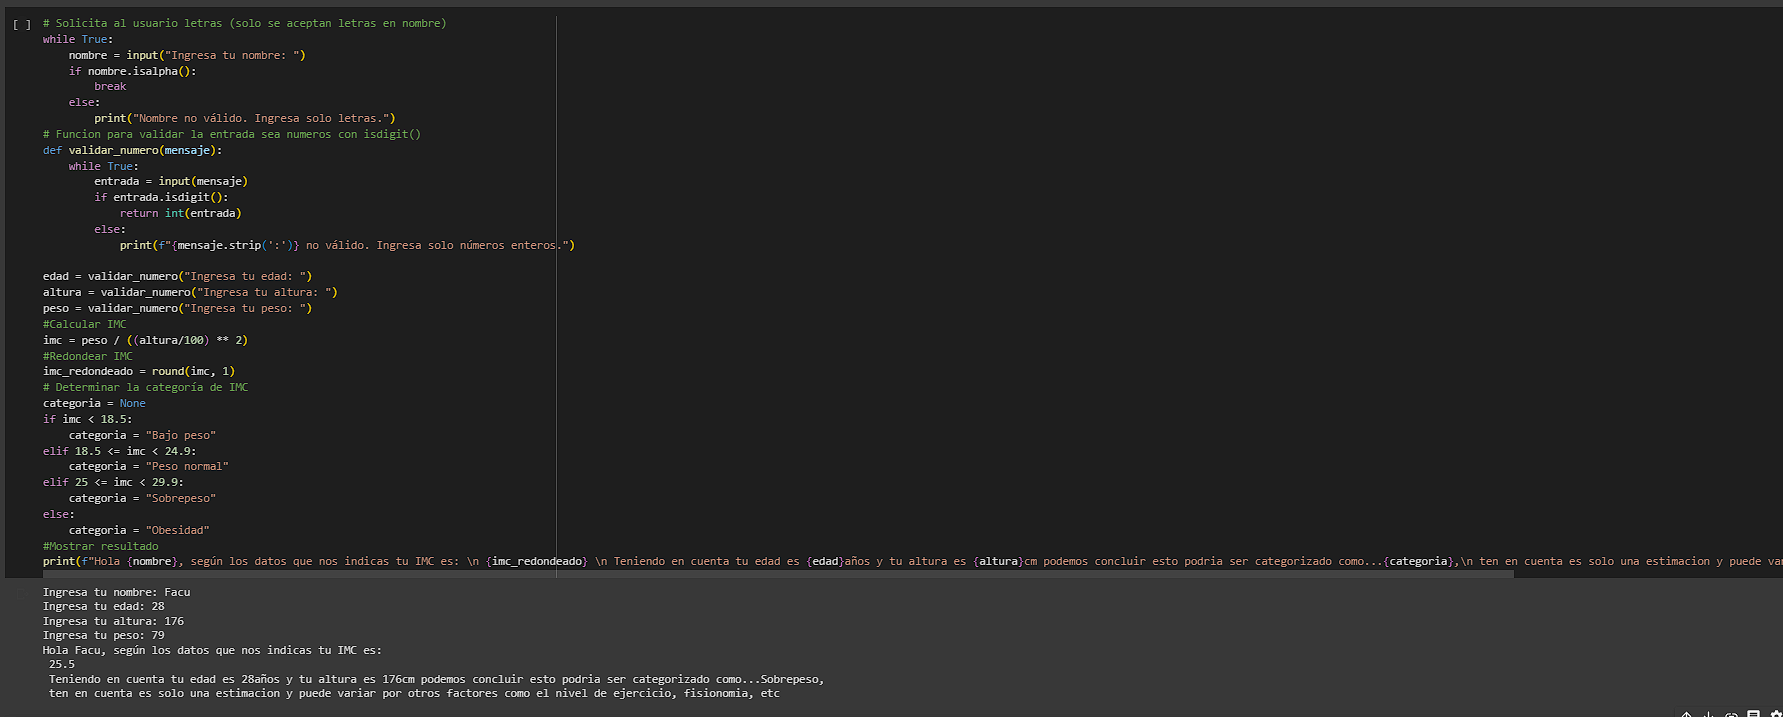 [ ] # Solicita al usuario letras (solo se aceptan letras en nombre)
while True:
    nombre = input("Ingresa tu nombre: ")
    if nombre.isalpha():
        break
    else:
        print("Nombre no válido. Ingresa solo letras.")
# Funcion para validar la entrada sea numeros con isdigit()
def validar_numero(mensaje):
    while True:
        entrada = input(mensaje)
        if entrada.isdigit():
            return int(entrada)
        else:
            print(f"{mensaje.strip(':')} no válido. Ingresa solo números enteros.")

edad = validar_numero("Ingresa tu edad: ")
altura = validar_numero("Ingresa tu altura: ")
peso = validar_numero("Ingresa tu peso: ")
#Calcular IMC
imc = peso / ((altura/100) ** 2)
#Redondear IMC
imc_redondeado = round(imc, 1)
# Determinar la categoría de IMC
categoria = None
if imc < 18.5:
    categoria = "Bajo peso"
elif 18.5 <= imc < 24.9:
    categoria = "Peso normal"
elif 25 <= imc < 29.9:
    categoria = "Sobrepeso"
else:
    categoria = "Obesidad"
#Mostrar resultado
print(f"Hola {nombre}, según los datos que nos indicas tu IMC es: \n {imc_redondeado} \n Teniendo en cuenta tu edad es {edad}años y tu altura es {altura}cm podemos concluir esto podria ser categorizado como...{categoria},\n ten en cuenta es solo una estimacion y puede
Ingresa tu nombre: Facu
Ingresa tu edad: 28
Ingresa tu altura: 176
Ingresa tu peso: 79
Hola Facu, según los datos que nos indicas tu IMC es:
 25.5
 Teniendo en cuenta tu edad es 28años y tu altura es 176cm podemos concluir esto podria ser categorizado como...Sobrepeso,
 ten en cuenta es solo una estimacion y puede variar por otros factores como el nivel de ejercicio, fisionomia, etc